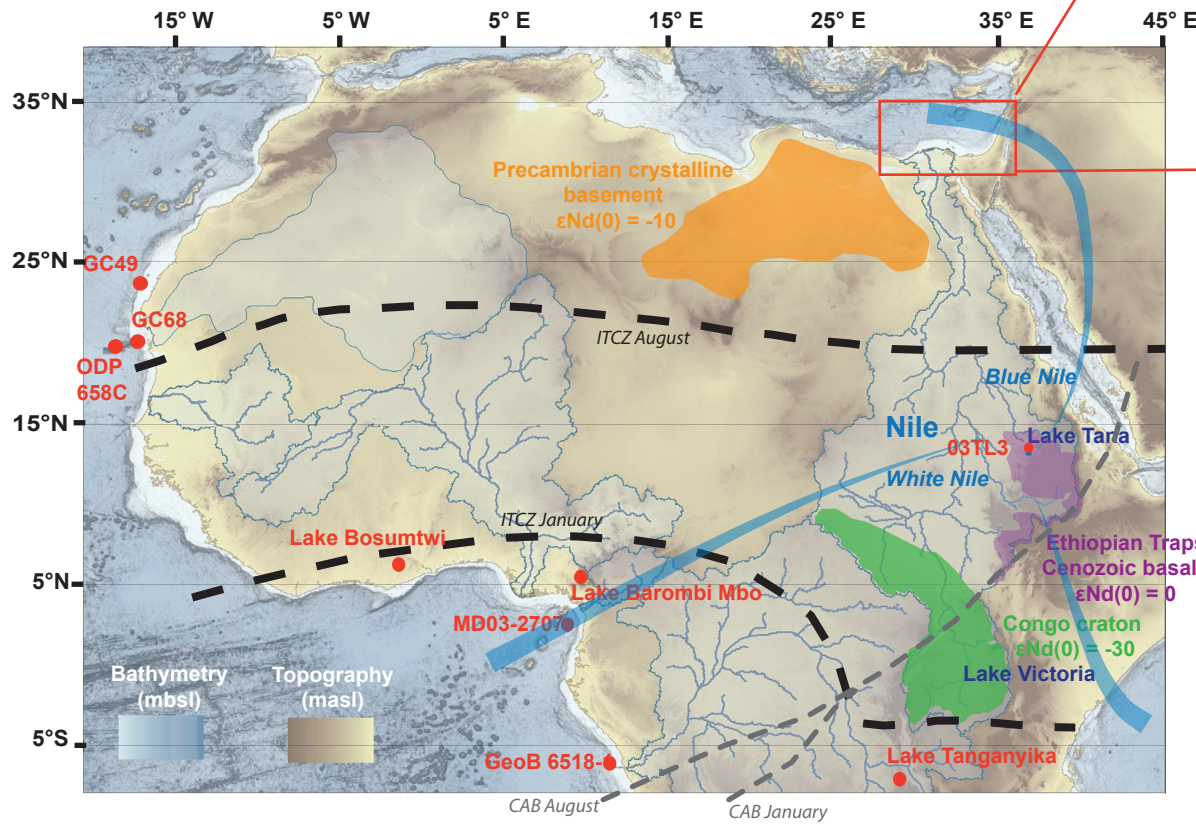 15° W
5° W
5° E
15° E
25° E
35° E
45° E
35°N
25°N
15°N
5°N
5°S
Precambrian crystalline
basement
εNd(0) = -10
GC49
GC68
ODP
658C
ITCZ August
Blue Nile
Nile
Lake Tana
03TL3
White Nile
ITCZ January
Lake Bosumtwi
Ethiopian Traps
Cenozoic basal
εNd(0) = 0
Lake Barombi Mbo
MD03-2707
Congo craton
εNd(0) = -30
Lake Victoria
Bathymetry
(mbsl)
Topography
(masl)
GeoB 6518-
Lake Tanganyika
CAB August
CAB January